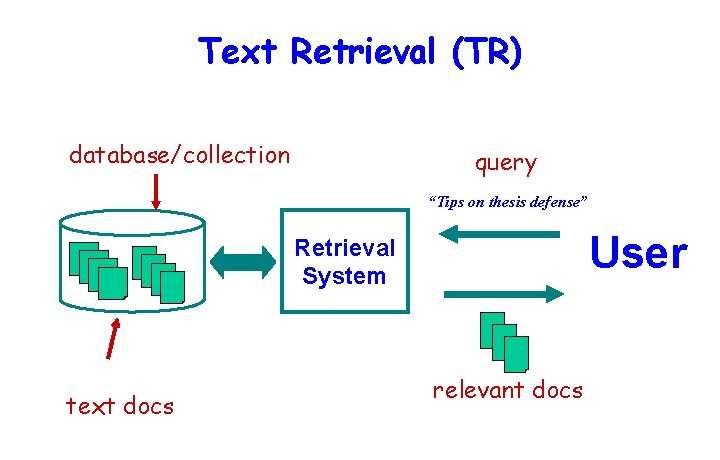 Text Retrieval (TR)
database/collection
query
“Tips on thesis defense”
Retrieval
System
User
text docs
relevant docs